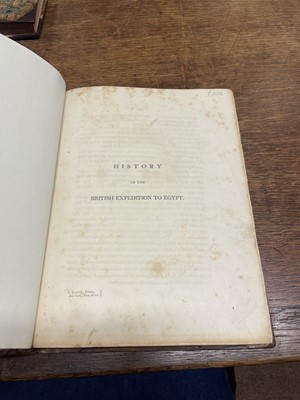 HISTORY
OF THE
BRITISH EXPEDITION TO EGYPT.